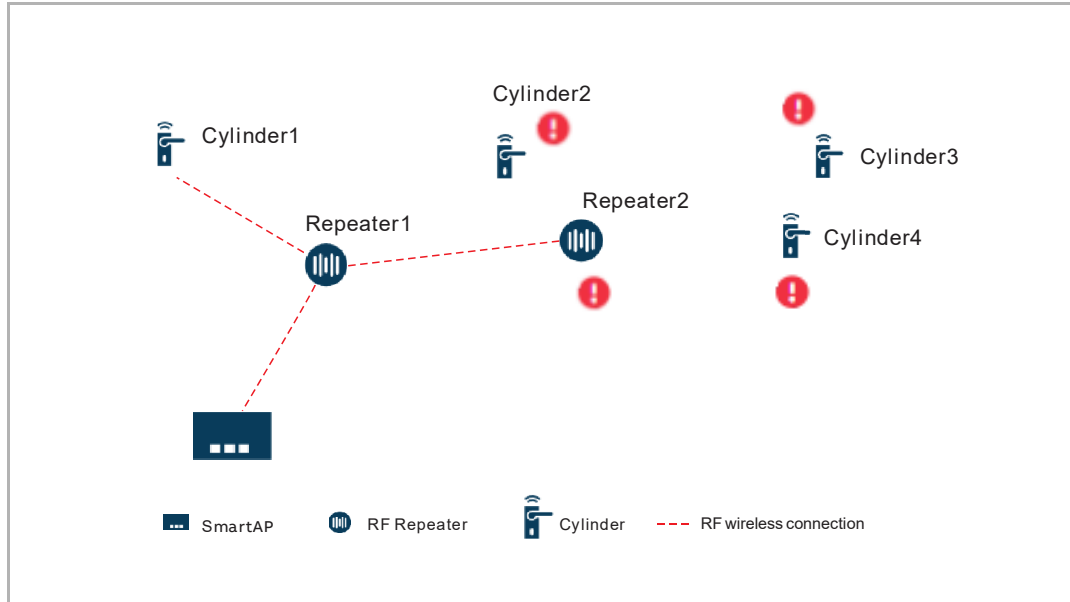 Cylinder2
Cylinder1
Cylinder3
Repeater2
Repeater1
Cylinder4
SmartAP
RF Repeater
Cylinder
RF wireless connection